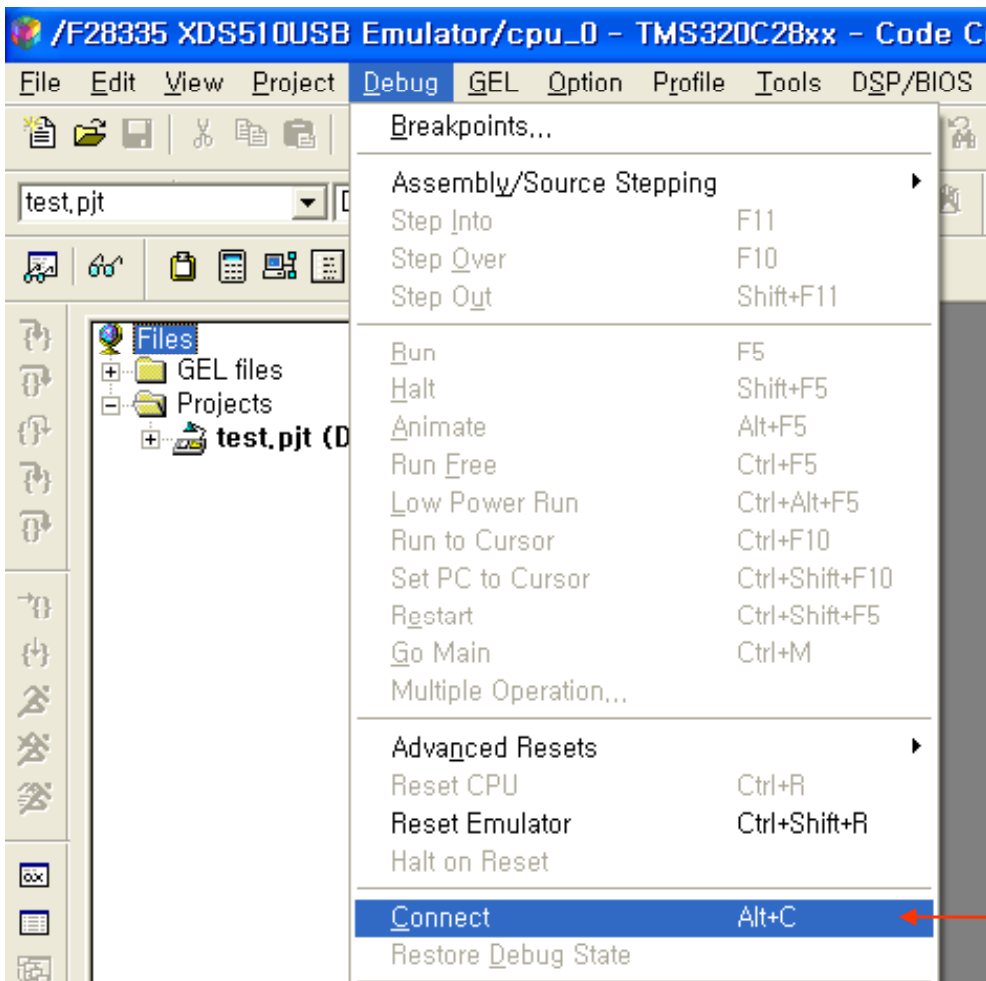 /F28335 XDS510USB Emulator/cpu_0 - TMS320C28xx - Code C
File Edit View Project Debug GEL Option Profile Tools DSP/BIOS
Breakpoints...
Assembly/Source Stepping
test.pjt
Step Into F11
Step Over F10
Step Out Shift+F11
Files
Run F5
GEL files
Halt Shift+F5
Projects
Animate Alt+F5
test.pjt (D
Run Free Ctrl+F5
Low Power Run Ctrl+Alt+F5
Run to Cursor Ctrl+F10
Set PC to Cursor Ctrl+Shift+F10
Restart Ctrl+Shift+F5
Go Main Ctrl+M
Multiple Operation...
Advanced Resets
Reset CPU Ctrl+R
Reset Emulator Ctrl+Shift+R
Halt on Reset
Connect Alt+C
Restore Debug State